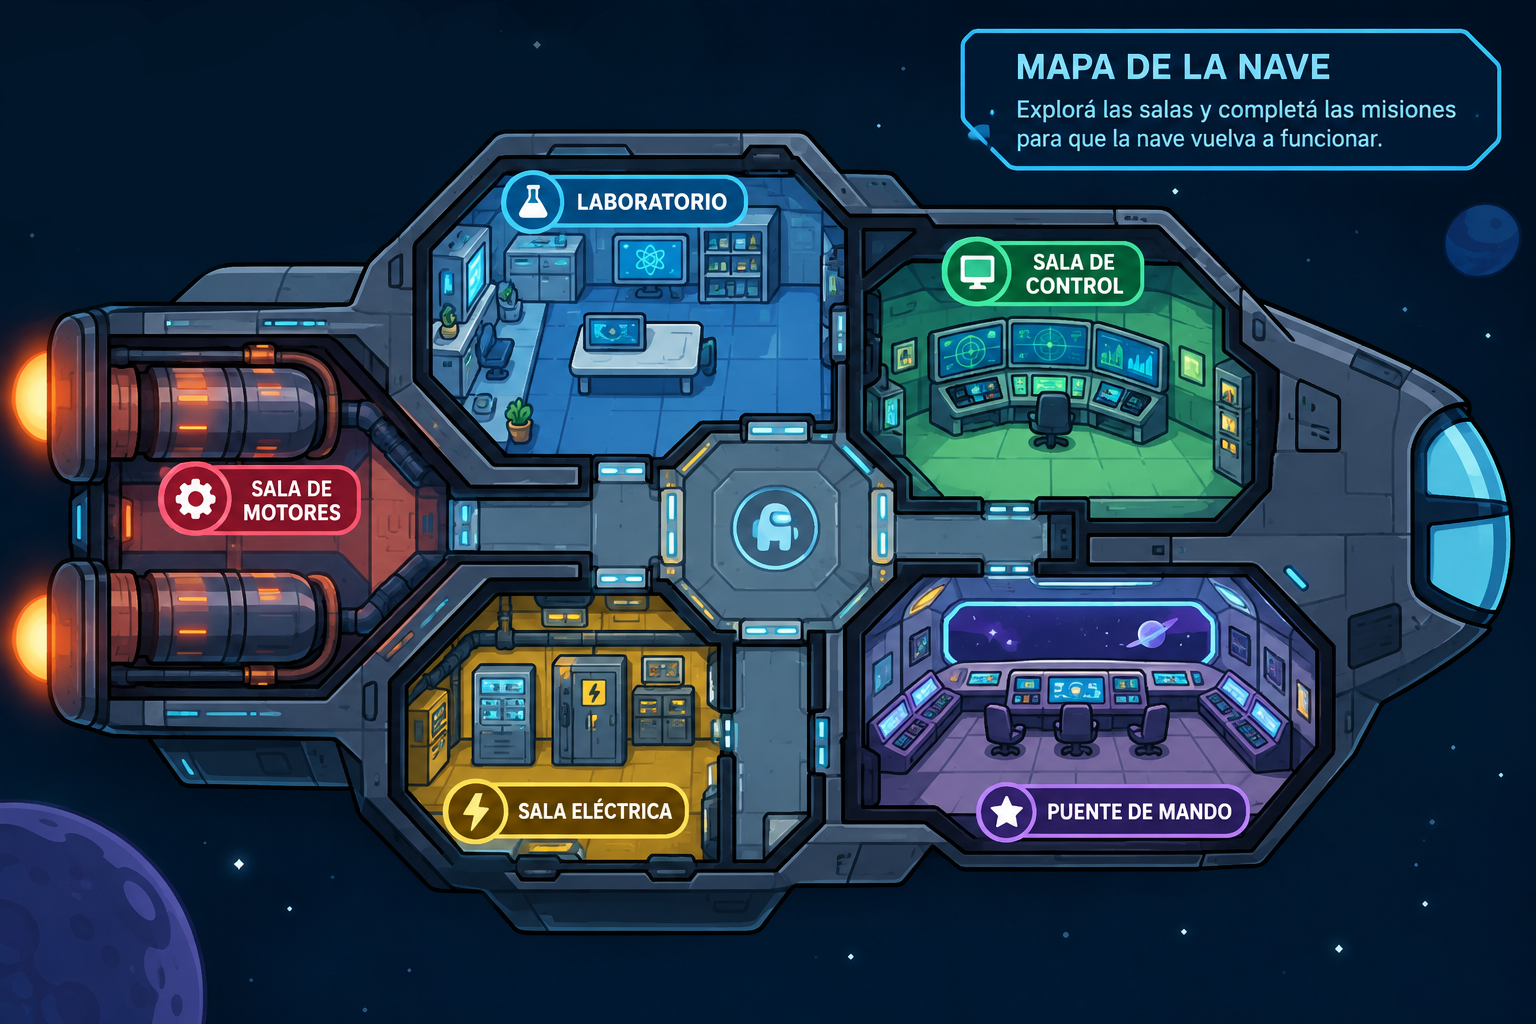 MAPA DE LA NAVE
Explorá las salas y completá las misiones
para que la nave vuelva a funcionar.
LABORATORIO
SALA DE
CONTROL
SALA DE
MOTORES
SALA ELÉCTRICA
PUENTE DE MANDO